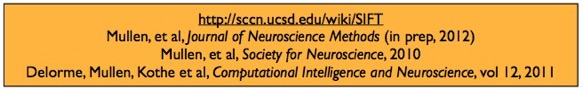 http://sccn.ucsd.edu/wiki/SIFT
Mullen, et al, Journal of Neuroscience Methods (in prep, 2012)
Mullen, et al, Society for Neuroscience, 2010
Delorme, Mullen, Kothe et al, Computational Intelligence and Neuroscience, vol 12, 2011